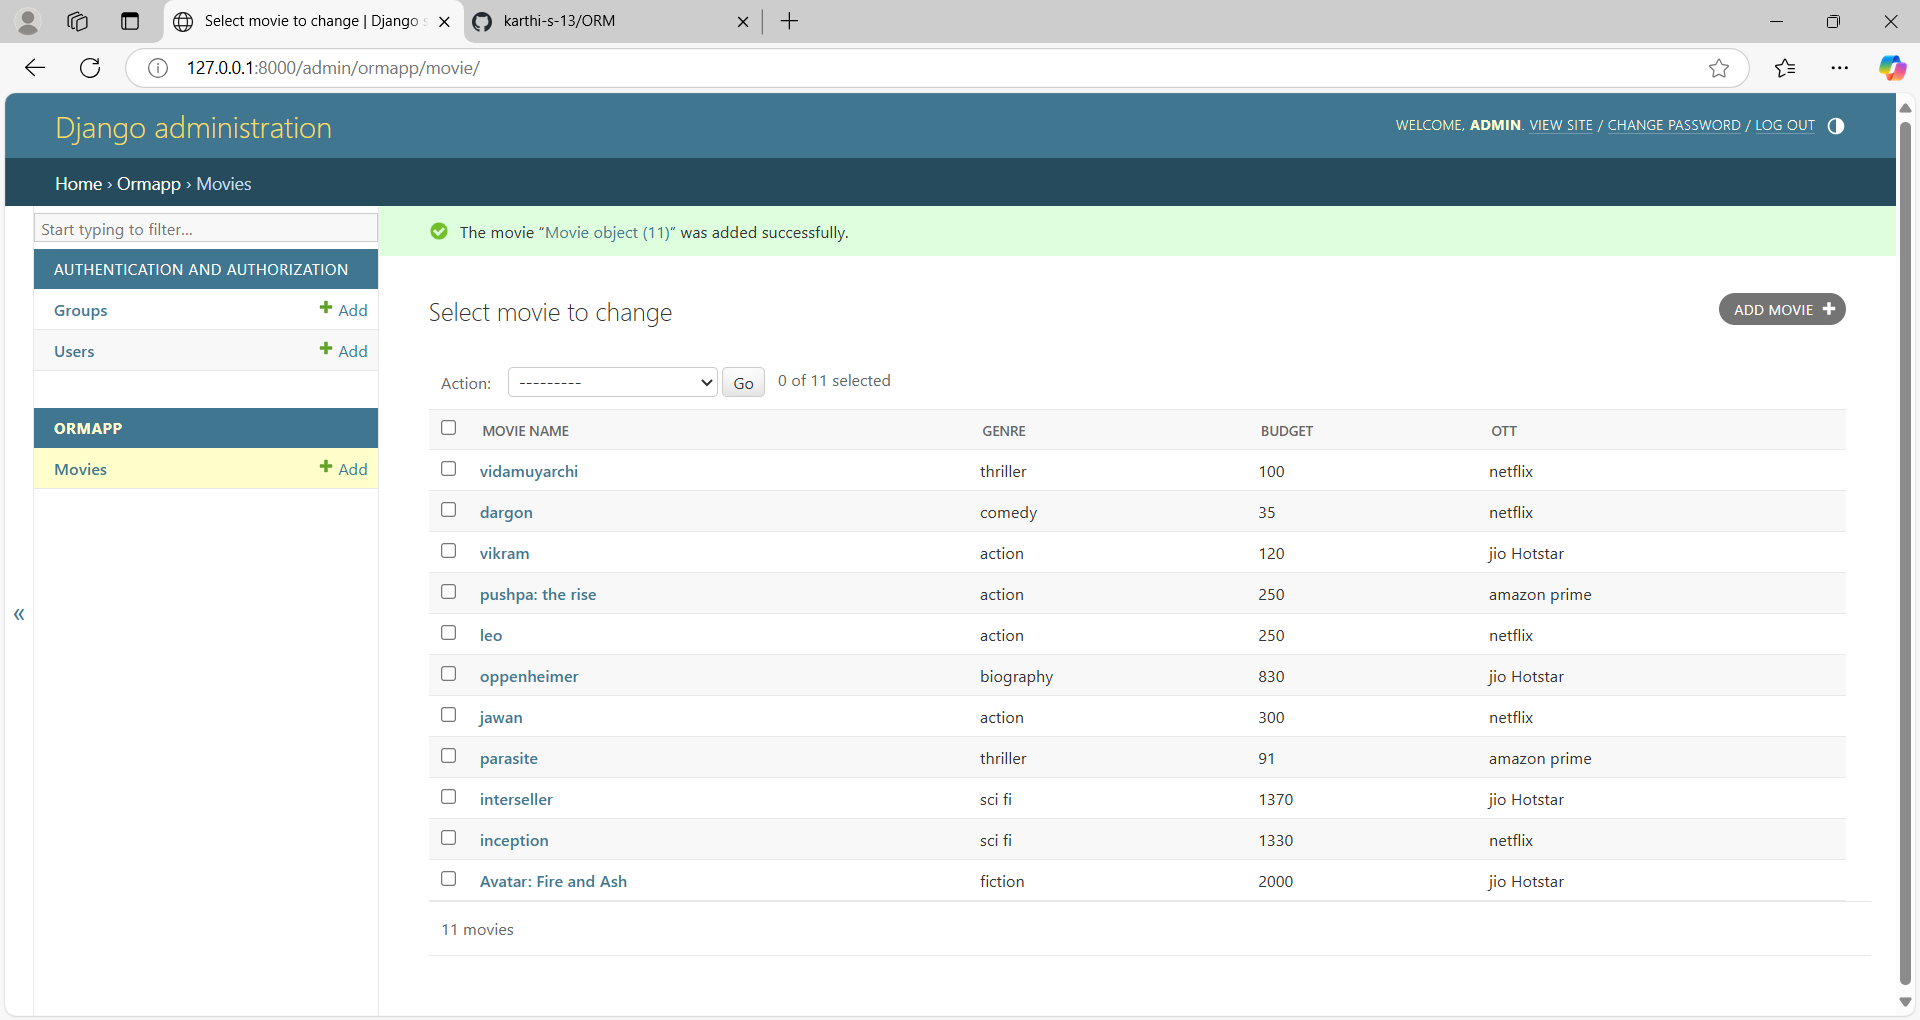 Select movie to change | Django s
karthi-s-13/ORM
127.0.0.1:8000/admin/ormapp/movie/
Django administration
WELCOME, ADMIN. VIEW SITE / CHANGE PASSWORD / LOG OUT
Home › Ormapp › Movies
Start typing to filter...
AUTHENTICATION AND AUTHORIZATION
Groups
Add
Users
Add
ORMAPP
Movies
Add
«
The movie “Movie object (11)” was added successfully.
Select movie to change
ADD MOVIE
Action: --------- Go 0 of 11 selected
MOVIE NAME GENRE BUDGET OTT
vidamuyarchi thriller 100 netflix
dargon comedy 35 netflix
vikram action 120 jio Hotstar
pushpa: the rise action 250 amazon prime
leo action 250 netflix
oppenheimer biography 830 jio Hotstar
jawan action 300 netflix
parasite thriller 91 amazon prime
interseller sci fi 1370 jio Hotstar
inception sci fi 1330 netflix
Avatar: Fire and Ash fiction 2000 jio Hotstar
11 movies